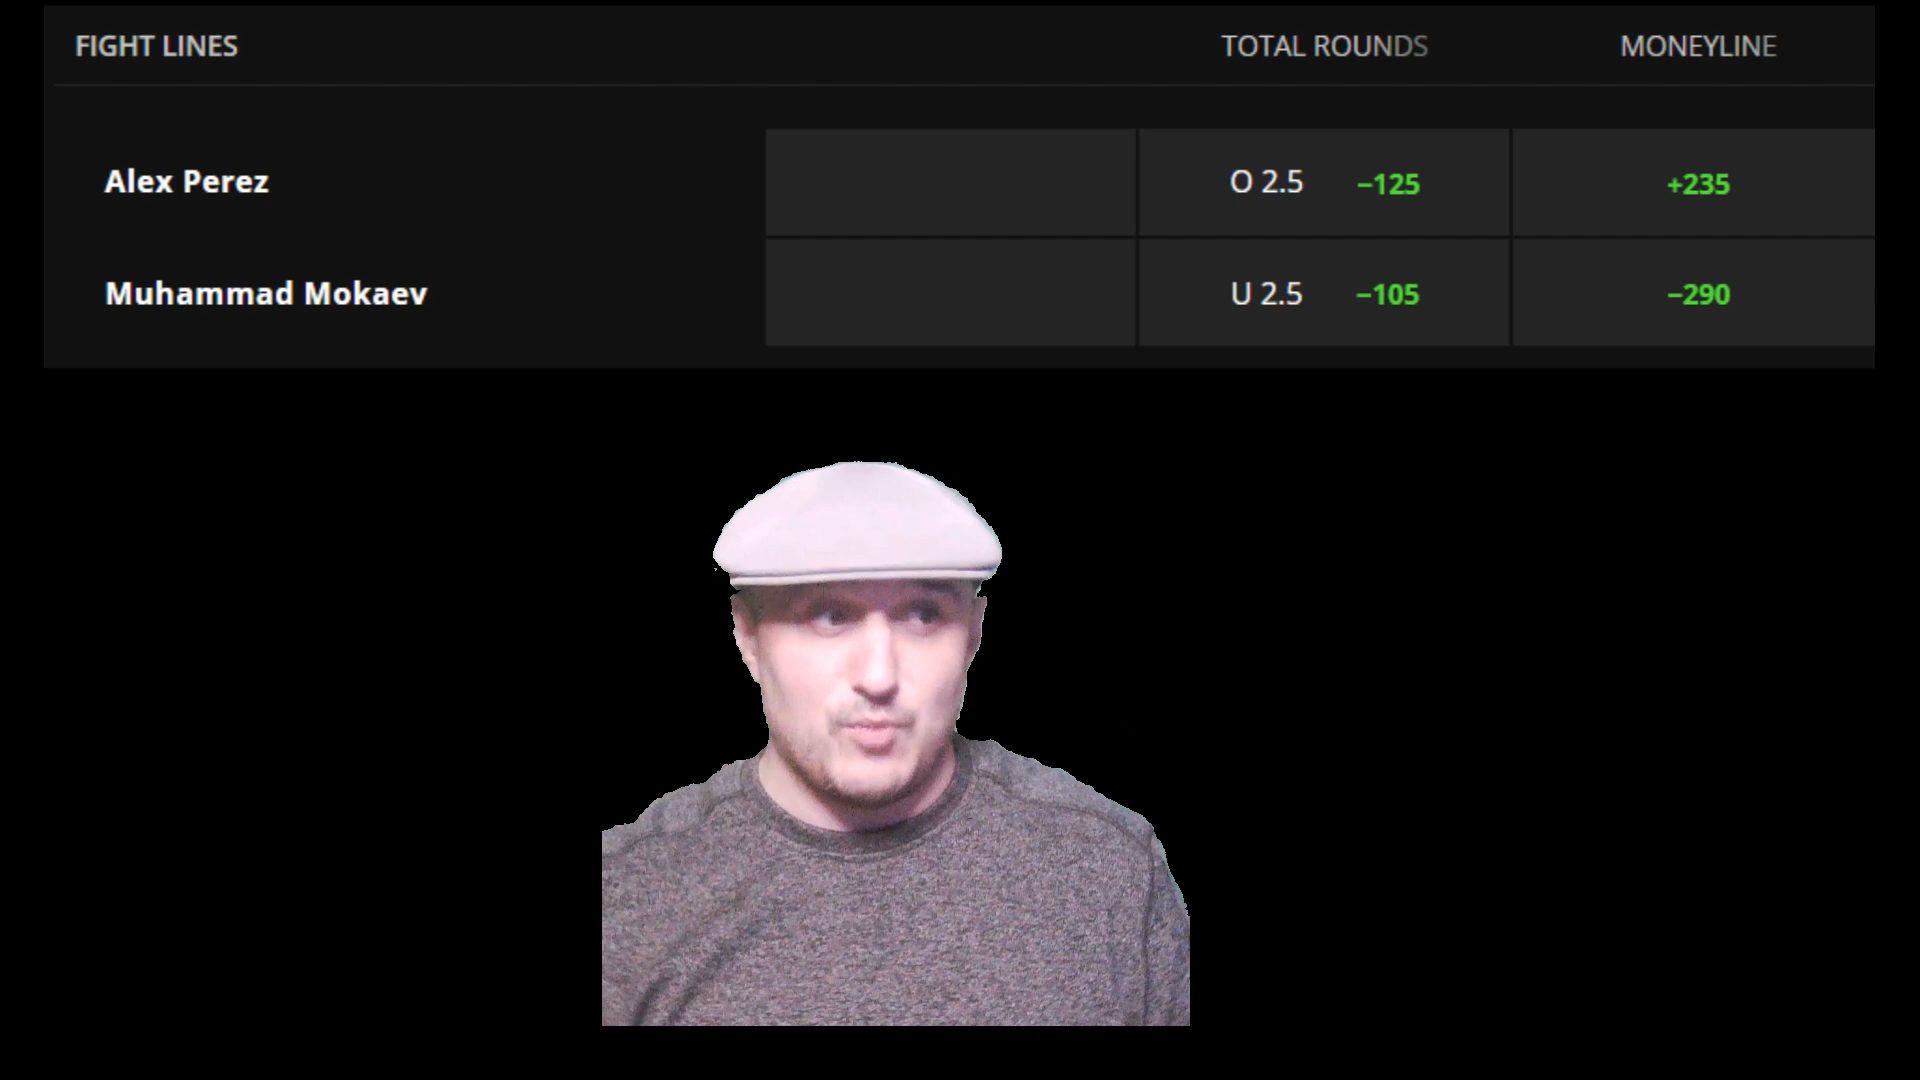 FIGHT LINES TOTAL ROUNDS MONEYLINE
Alex Perez O 2.5 −125 +235
Muhammad Mokaev U 2.5 −105 −290